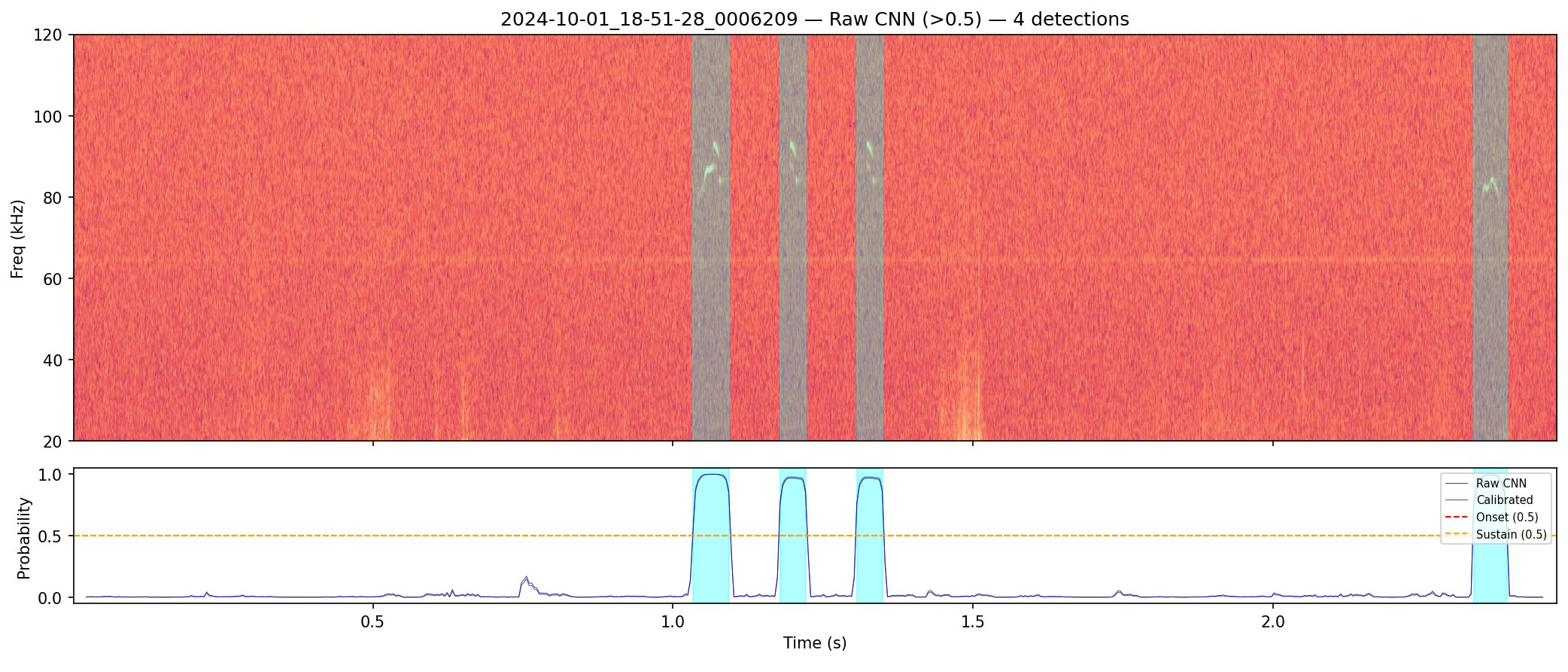 2024-10-01_18-51-28_0006209 — Raw CNN (>0.5) — 4 detections
120
100
80
60
40
20
Freq (kHz)
1.0
0.5
0.0
Probability
Raw CNN
Calibrated
Onset (0.5)
Sustain (0.5)
0.5
1.0
1.5
2.0
Time (s)